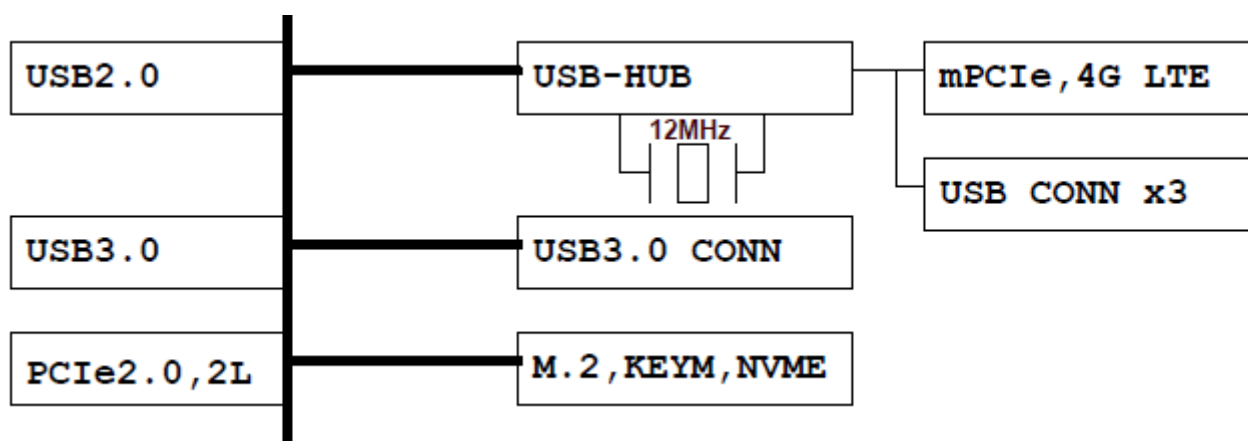 USB2.0
USB-HUB
mPCIe,4G LTE
12MHz
USB CONN x3
USB3.0
USB3.0 CONN
PCIe2.0,2L
M.2,KEYM,NVME